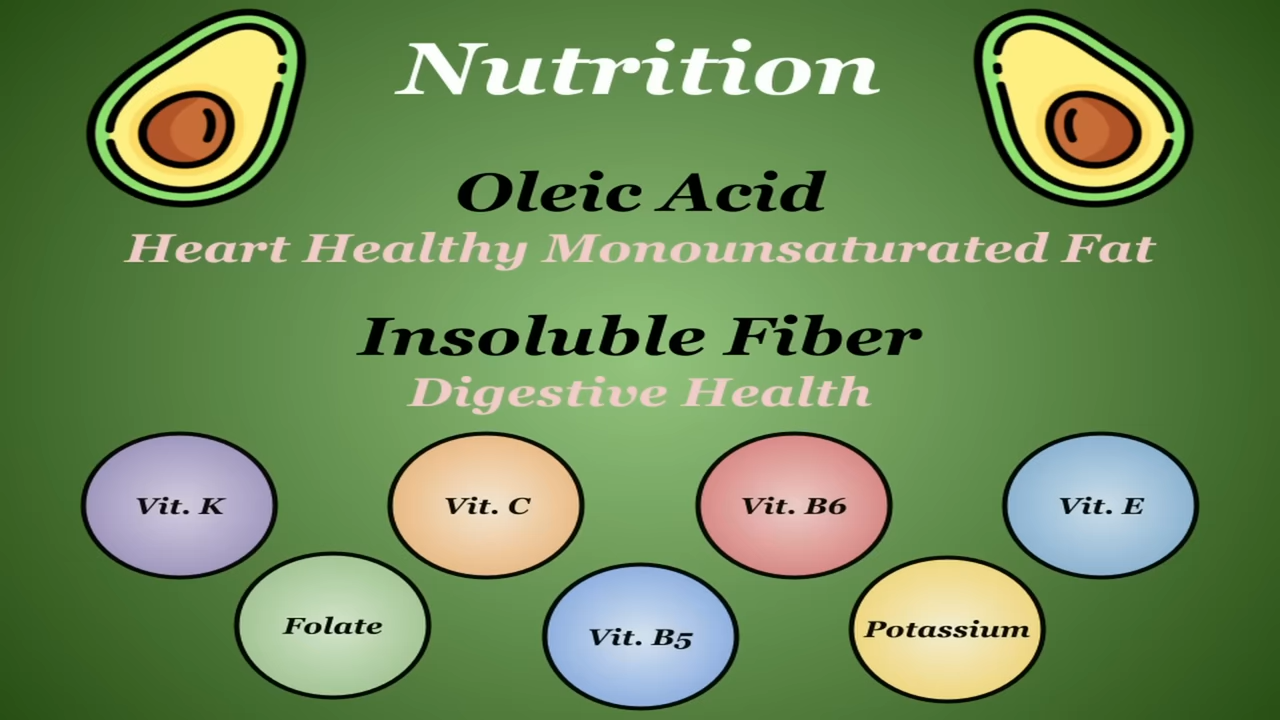 Nutrition
Oleic Acid
Heart Healthy Monounsaturated Fat
Insoluble Fiber
Digestive Health
Vit. K
Vit. C
Vit. B6
Vit. E
Folate
Vit. B5
Potassium